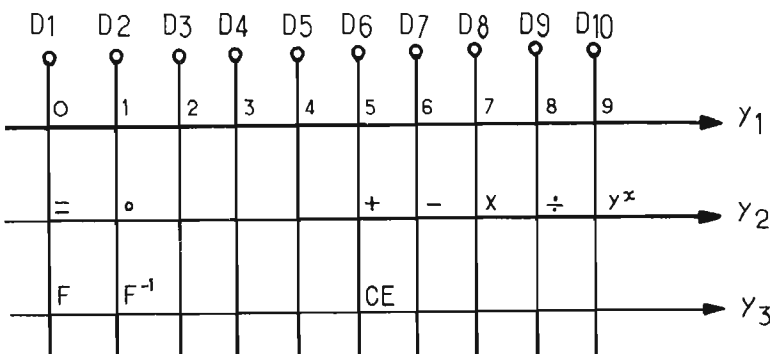 D1 D2 D3 D4 D5 D6 D7 D8 D9 D10
0 1 2 3 4 5 6 7 8 9 y1
= ∘ + − X ÷ y^x y2
F F^-1 CE y3